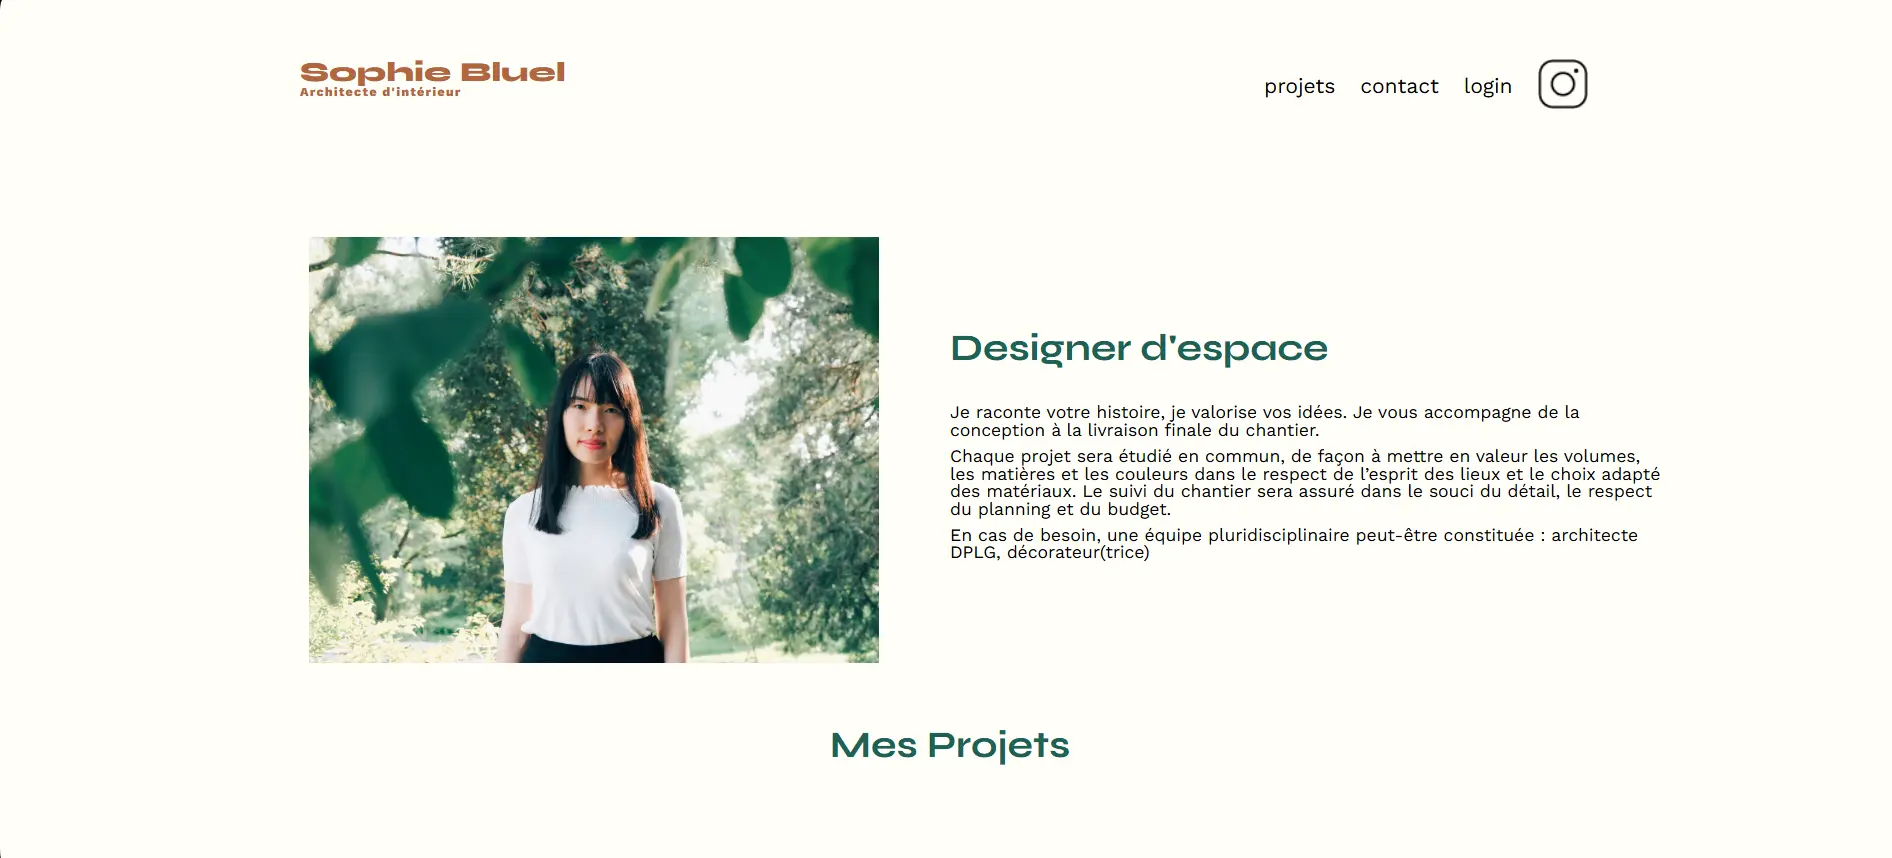 Sophie Bluel
Architecte d'intérieur
projets contact login
Designer d'espace
Je raconte votre histoire, je valorise vos idées. Je vous accompagne de la
conception à la livraison finale du chantier.
Chaque projet sera étudié en commun, de façon à mettre en valeur les volumes,
les matières et les couleurs dans le respect de l’esprit des lieux et le choix adapté
des matériaux. Le suivi du chantier sera assuré dans le souci du détail, le respect
du planning et du budget.
En cas de besoin, une équipe pluridisciplinaire peut-être constituée : architecte
DPLG, décorateur(trice)
Mes Projets